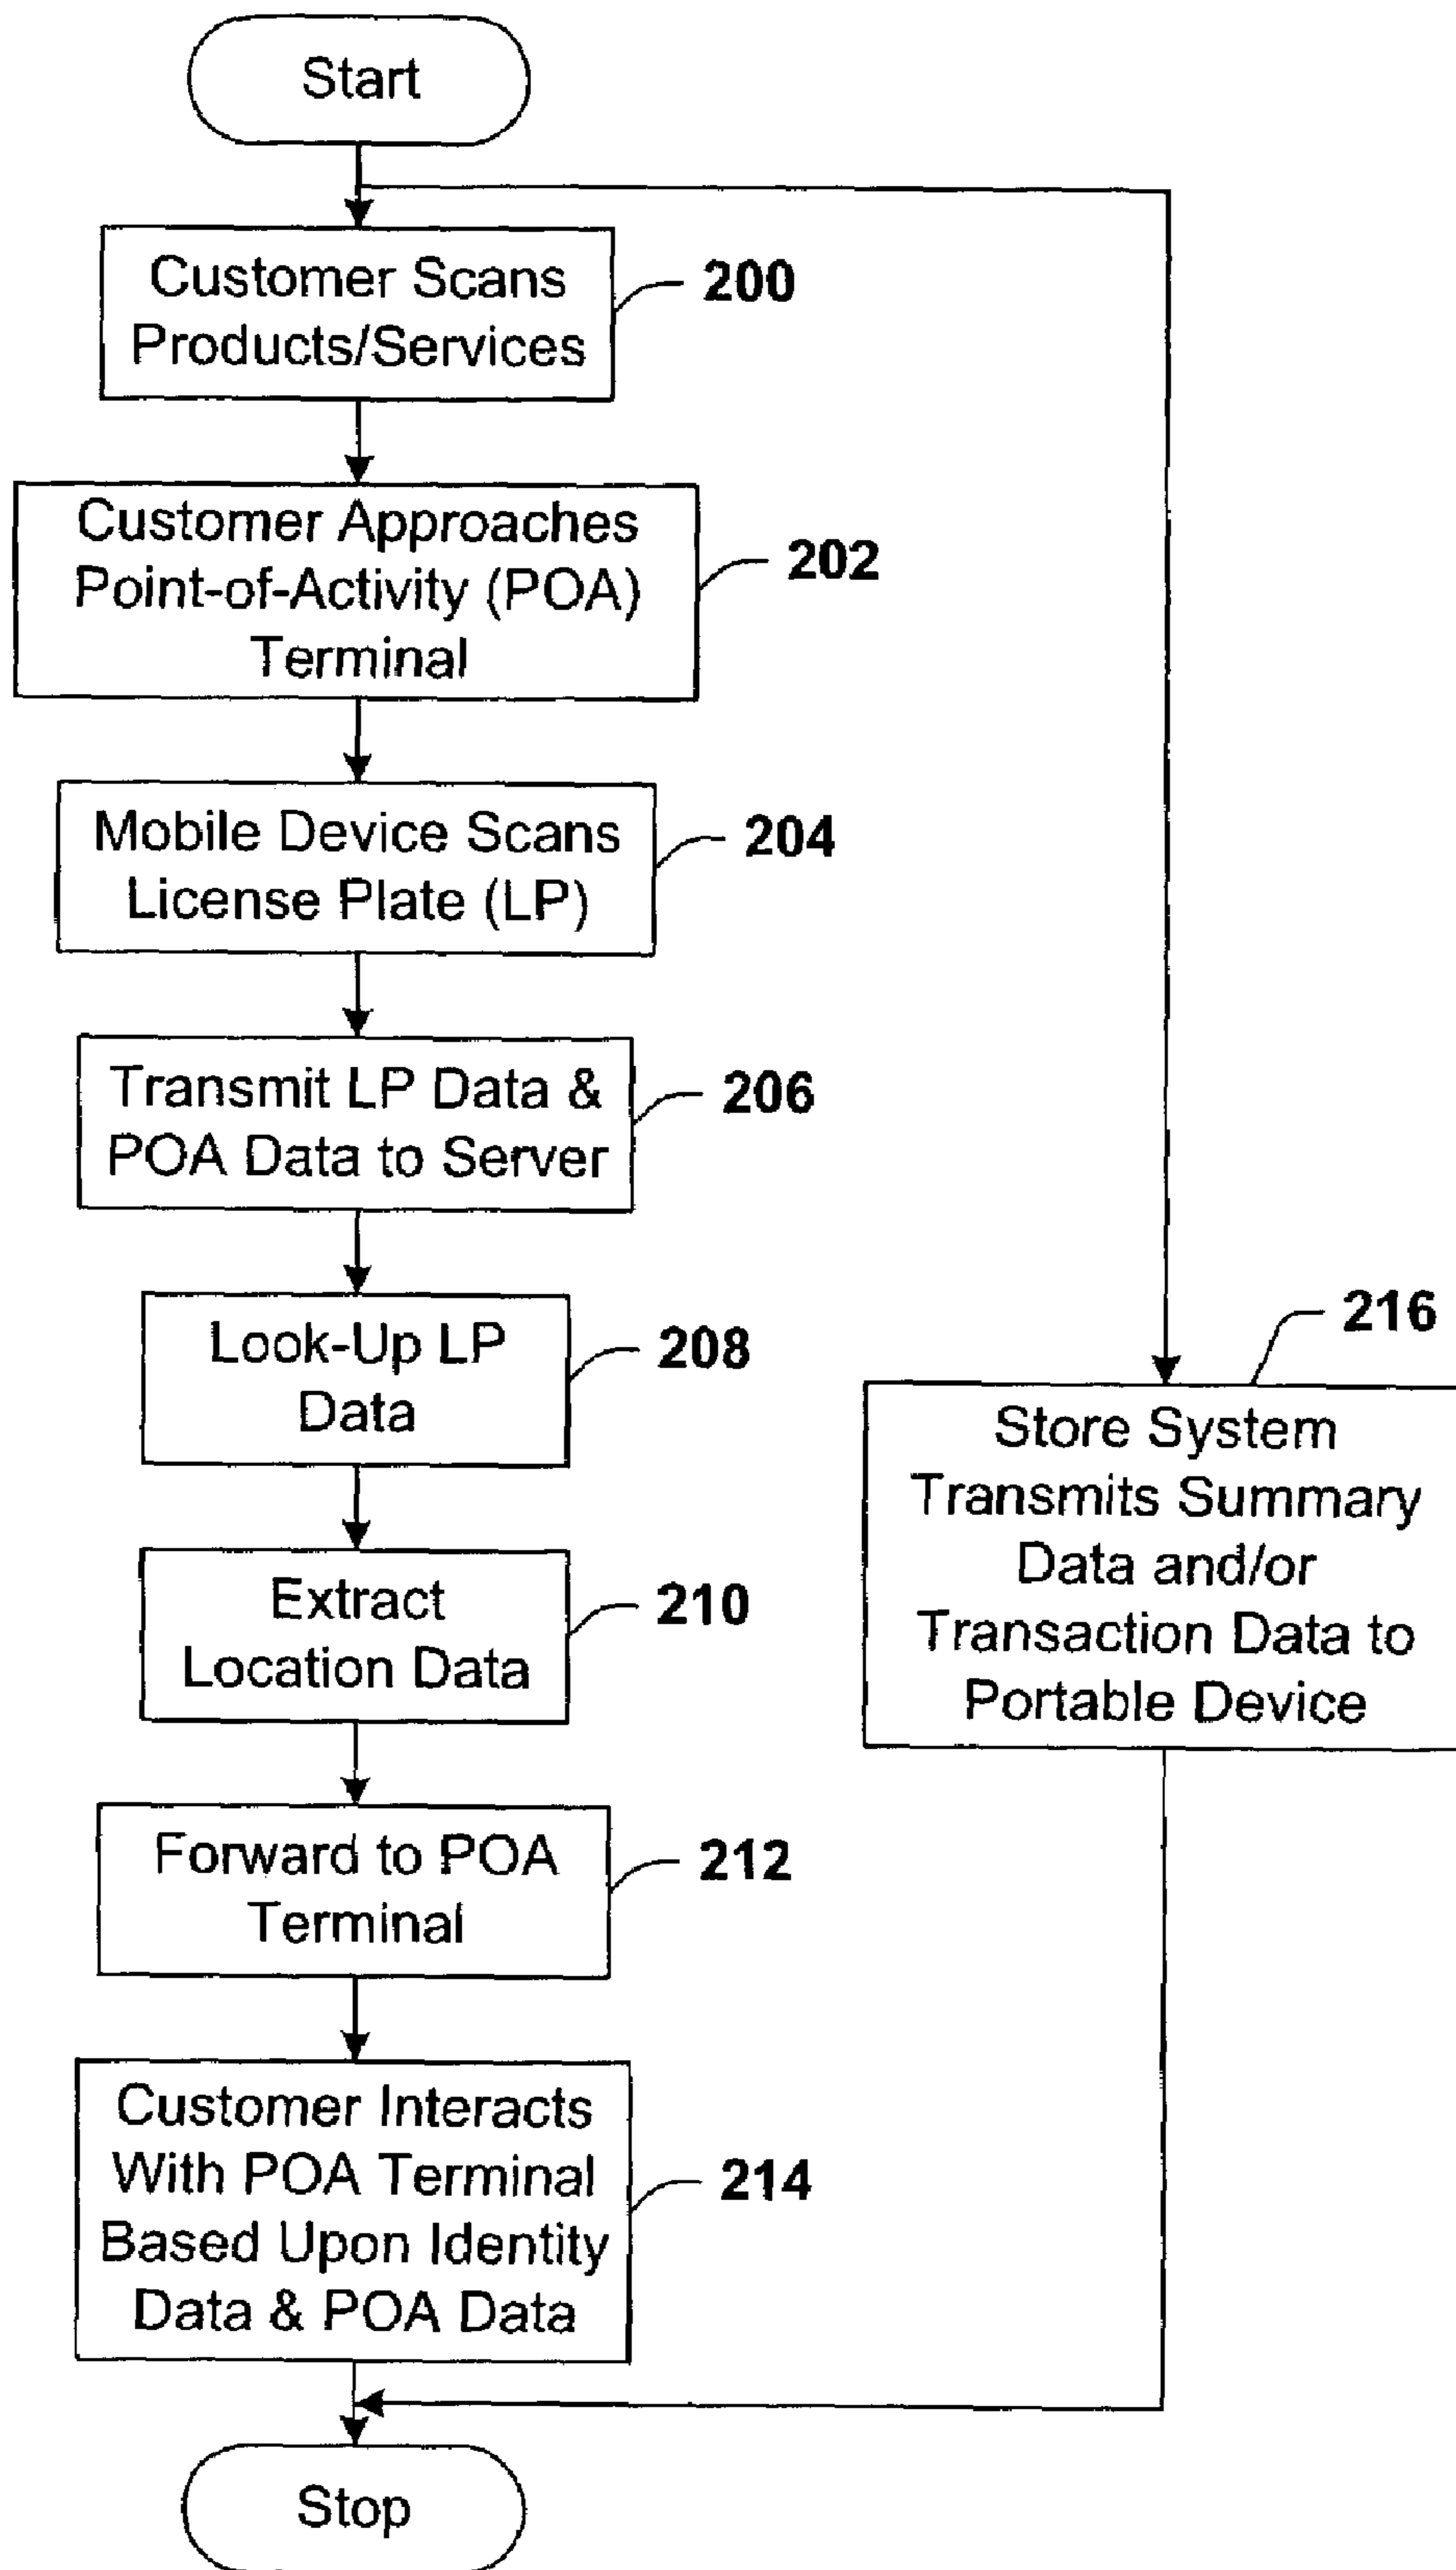 Start
Customer Scans
Products/Services
200
Customer Approaches
Point-of-Activity (POA)
Terminal
202
Mobile Device Scans
License Plate (LP)
204
Transmit LP Data &
POA Data to Server
206
Look-Up LP
Data
208
Extract
Location Data
210
Forward to POA
Terminal
212
Customer Interacts
With POA Terminal
Based Upon Identity
Data & POA Data
214
216
Store System
Transmits Summary
Data and/or
Transaction Data to
Portable Device
Stop